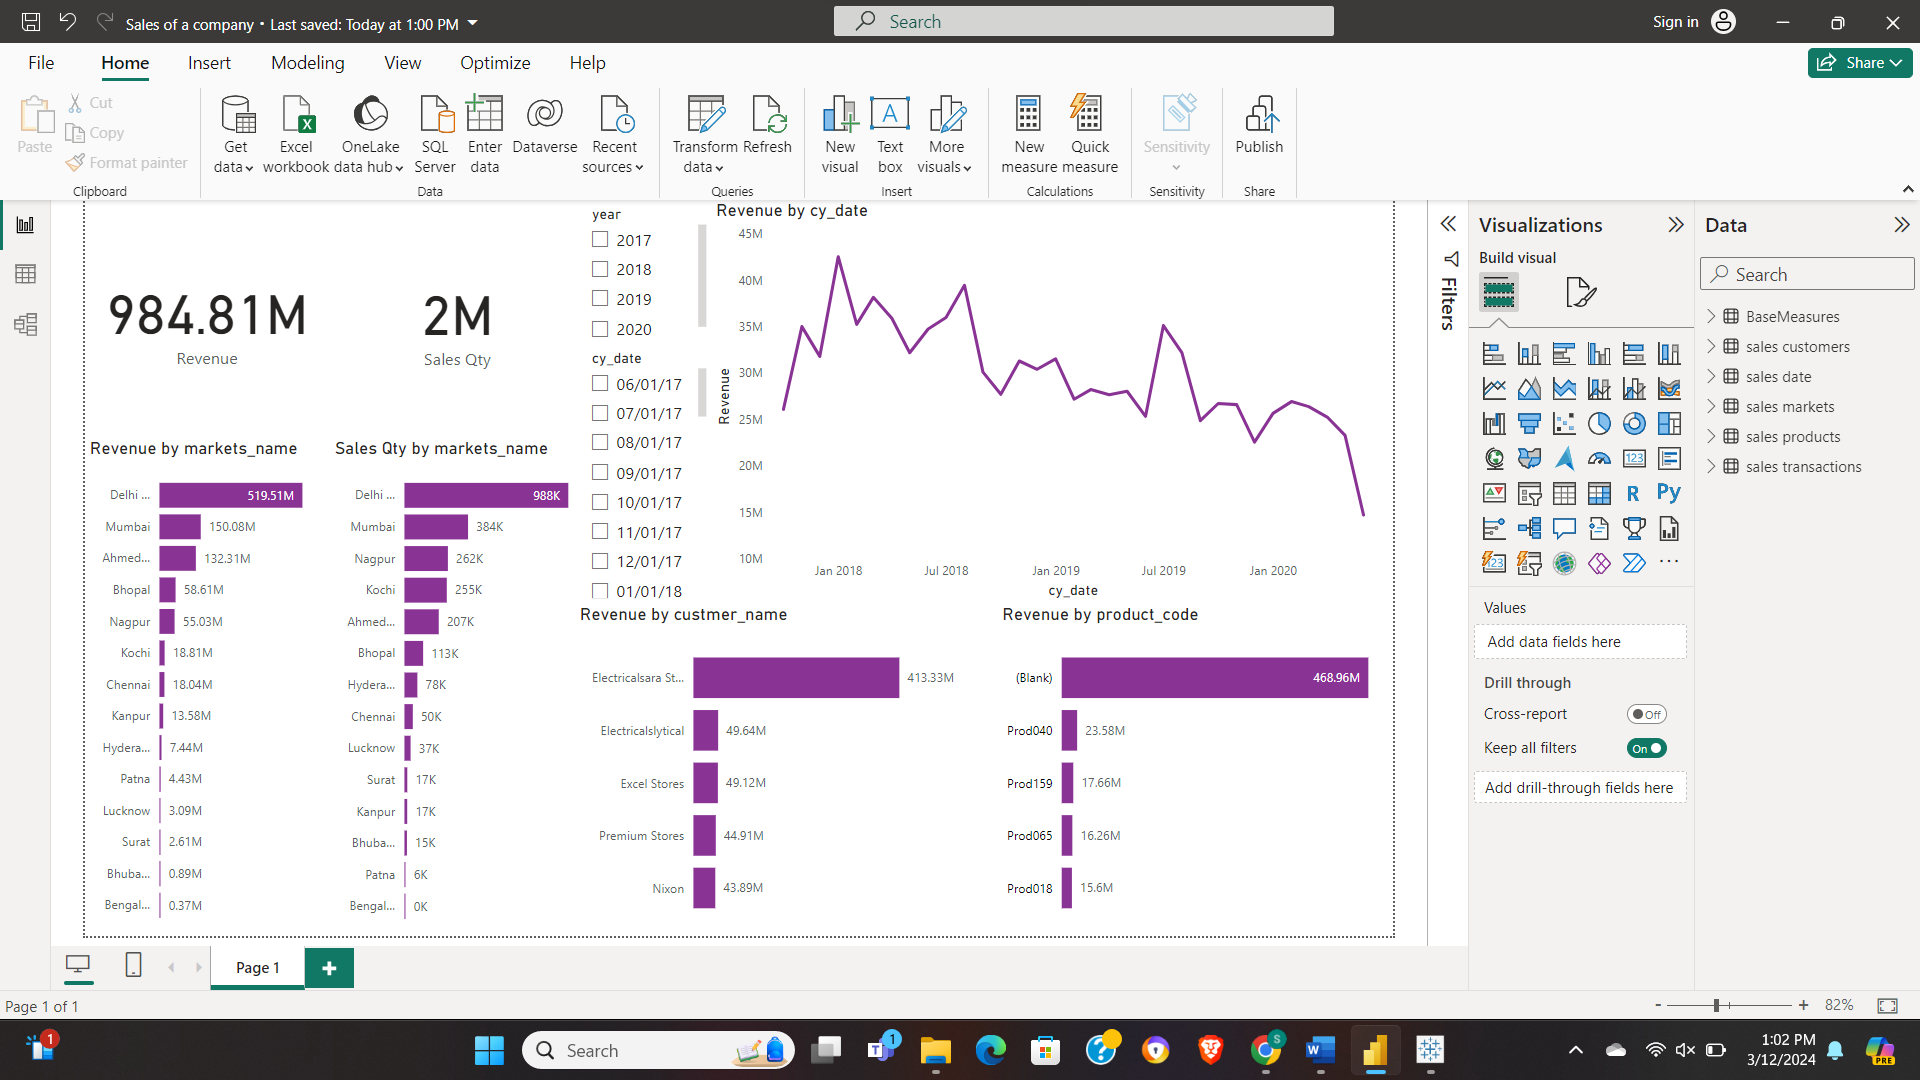 Sales of a company • Last saved: Today at 1:00 PM
Search
Sign in
File
Home
Insert
Modeling
View
Optimize
Help
Share
Paste
Cut
Copy
Format painter
Clipboard
Get data
Excel workbook
OneLake data hub
SQL Server
Enter data
Dataverse
Recent sources
Data
Transform data
Refresh
Queries
New visual
Text box
More visuals
Insert
New measure
Quick measure
Calculations
Sensitivity
Sensitivity
Publish
Share
984.81M
Revenue
2M
Sales Qty
year
2017
2018
2019
2020
cy_date
06/01/17
07/01/17
08/01/17
09/01/17
10/01/17
11/01/17
12/01/17
01/01/18
Revenue by cy_date
Revenue
45M
40M
35M
30M
25M
20M
15M
10M
Jan 2018
Jul 2018
Jan 2019
Jul 2019
Jan 2020
cy_date
Revenue by markets_name
Delhi ... 519.51M
Mumbai 150.08M
Ahmed... 132.31M
Bhopal 58.61M
Nagpur 55.03M
Kochi 18.81M
Chennai 18.04M
Kanpur 13.58M
Hydera... 7.44M
Patna 4.43M
Lucknow 3.09M
Surat 2.61M
Bhuba... 0.89M
Bengal... 0.37M
Sales Qty by markets_name
Delhi ... 988K
Mumbai 384K
Nagpur 262K
Kochi 255K
Ahmed... 207K
Bhopal 113K
Hydera... 78K
Chennai 50K
Lucknow 37K
Surat 17K
Kanpur 17K
Bhuba... 15K
Patna 6K
Bengal... 0K
Revenue by custmer_name
Electricalsara St... 413.33M
Electricalslytical 49.64M
Excel Stores 49.12M
Premium Stores 44.91M
Nixon 43.89M
Revenue by product_code
(Blank) 468.96M
Prod040 23.58M
Prod159 17.66M
Prod065 16.26M
Prod018 15.6M
Filters
Visualizations
Build visual
123
R
Py
123
Values
Add data fields here
Drill through
Cross-report
Off
Keep all filters
On
Add drill-through fields here
Data
Search
BaseMeasures
sales customers
sales date
sales markets
sales products
sales transactions
Page 1
Page 1 of 1
- + 82%
1
Search
1
S
1:02 PM
3/12/2024
PRE